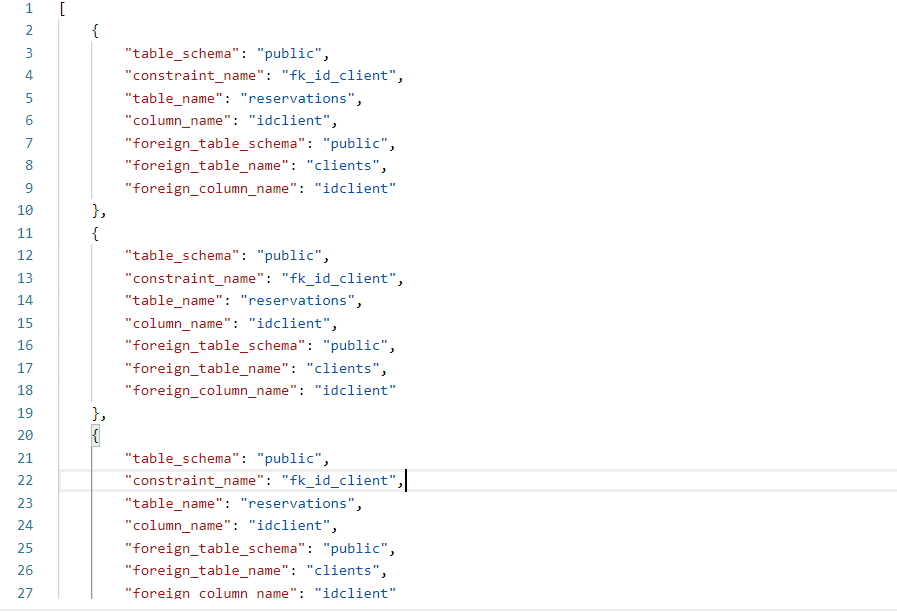 1 [
2 {
3 "table_schema": "public",
4 "constraint_name": "fk_id_client",
5 "table_name": "reservations",
6 "column_name": "idclient",
7 "foreign_table_schema": "public",
8 "foreign_table_name": "clients",
9 "foreign_column_name": "idclient"
10 },
11 {
12 "table_schema": "public",
13 "constraint_name": "fk_id_client",
14 "table_name": "reservations",
15 "column_name": "idclient",
16 "foreign_table_schema": "public",
17 "foreign_table_name": "clients",
18 "foreign_column_name": "idclient"
19 },
20 {
21 "table_schema": "public",
22 "constraint_name": "fk_id_client",
23 "table_name": "reservations",
24 "column_name": "idclient",
25 "foreign_table_schema": "public",
26 "foreign_table_name": "clients",
27 "foreign_column_name": "idclient"